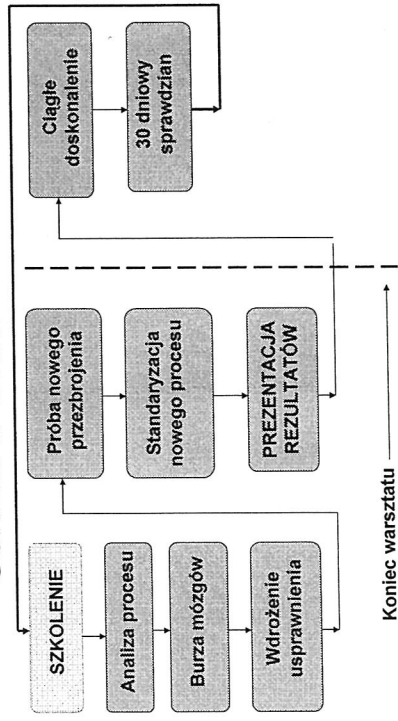 SZKOLENIE
Analiza procesu
Burza mózgów
Wdrożenie
usprawnienia
Próba nowego
przezbrojenia
Standaryzacja
nowego procesu
PREZENTACJA
REZULTATÓW
Ciągłe
doskonalenie
30 dniowy
sprawdzian
Koniec warsztatu